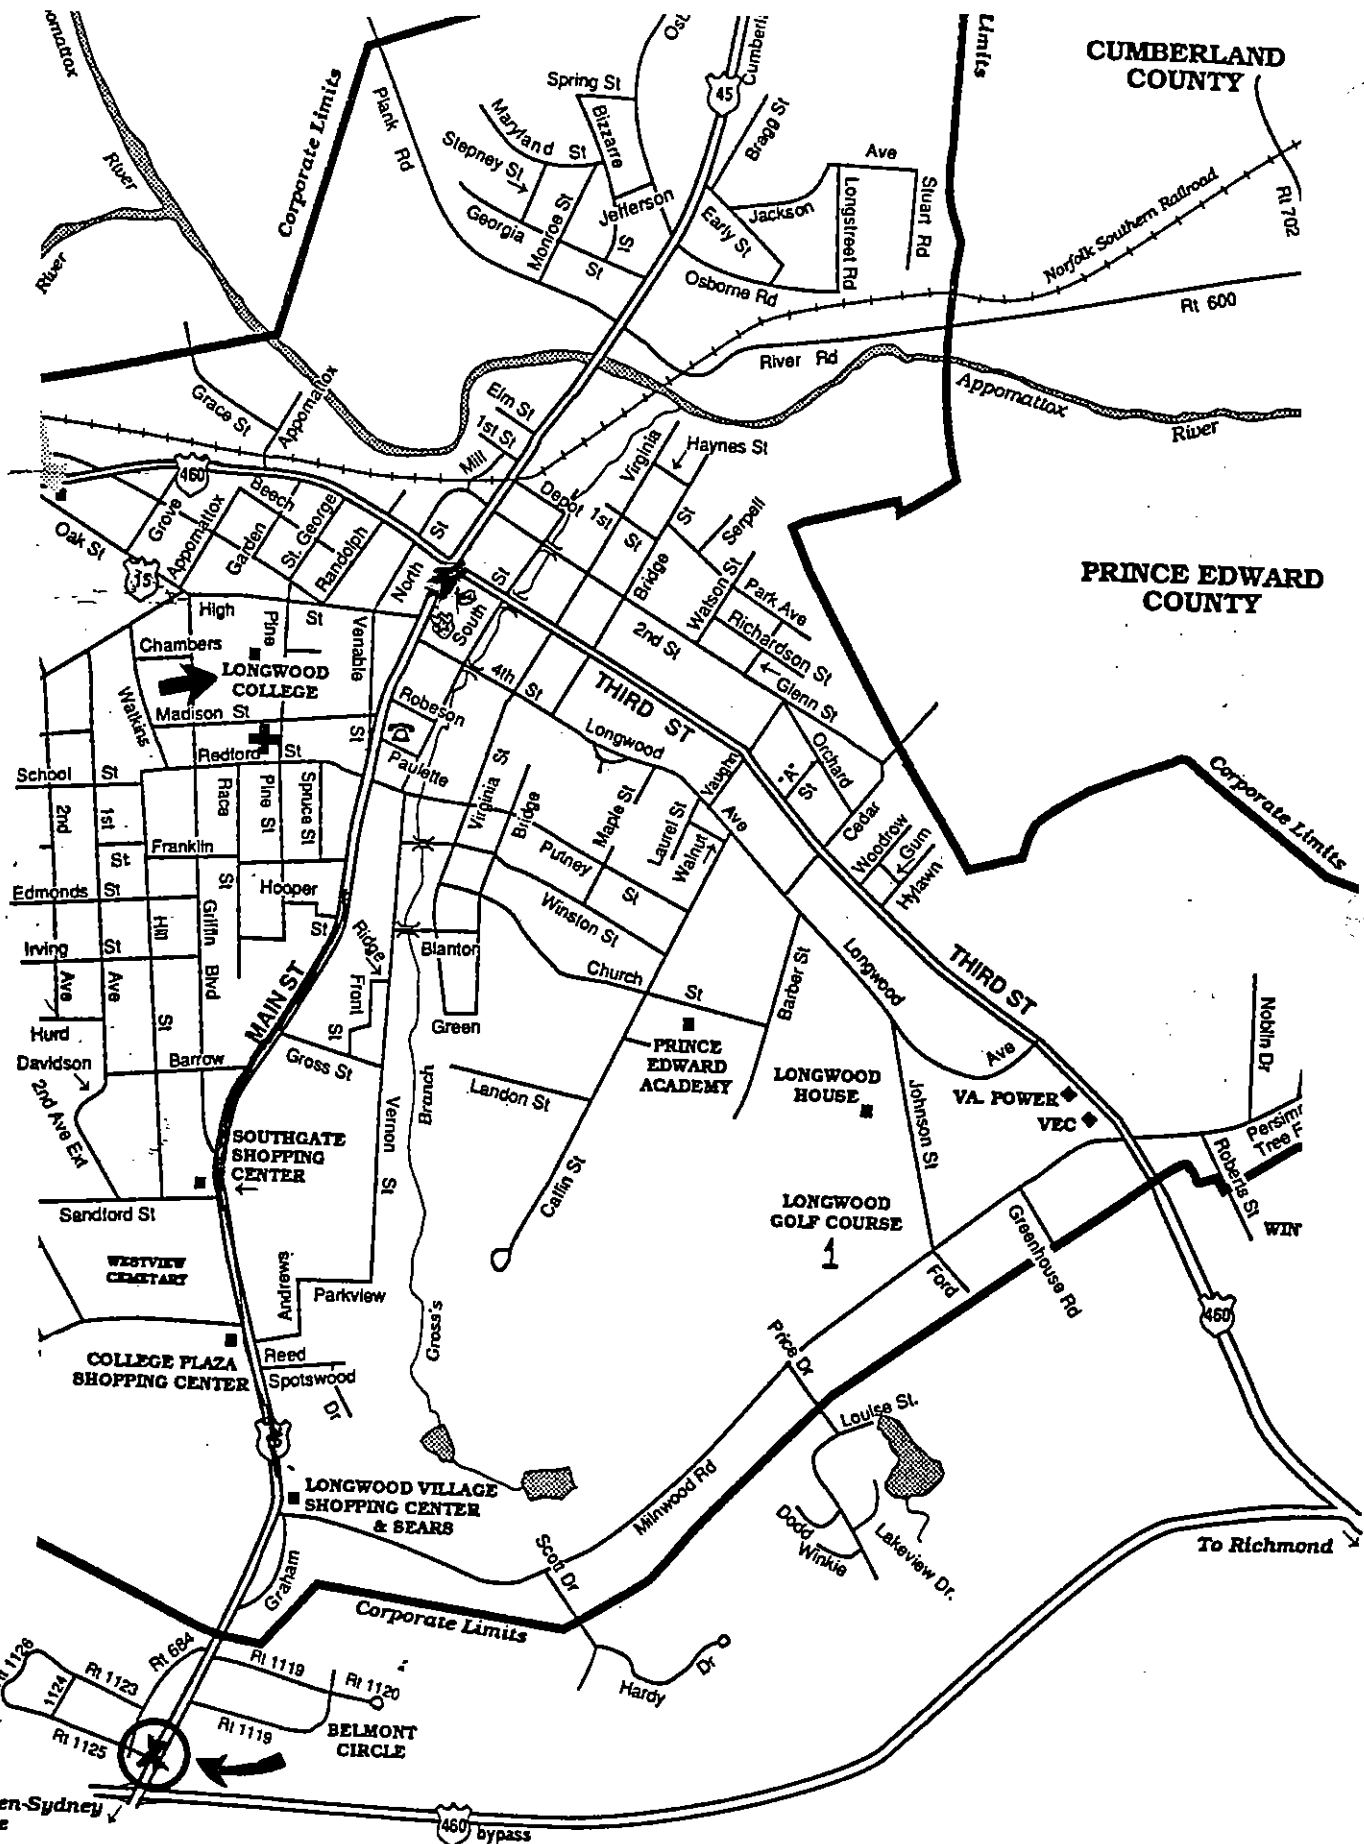 CUMBERLAND
COUNTY
Limits
45
Spring St
Bizzarre
Maryland St
Stepney St
Plank Rd
Corporate Limits
River
River
Bragg St
Ave
Jackson
Longstreet Rd
Stuart Rd
Norfolk Southern Railroad
Rt 702
Georgia St
Monroe St
Jefferson St
Early St
Osborne Rd
Rt 600
River Rd
Appomattox
River
Grace St
Appomattox
Elm St
1st St
Mill
Virginia
Haynes St
460
Beech
Depot
1st St
St
Serpell
Oak St
Grove
Appomattox
Garden
St. George
Randolph
North St
15
PRINCE EDWARD
COUNTY
High St
Pine
Venable St
South St
Bridge
2nd St
Watson St
Park Ave
Richardson St
Glenn St
Chambers
LONGWOOD
COLLEGE
Watkins
Madison St
4th St
THIRD ST
Robeson
Longwood Ave
Redford St
Paulette
School St
Orchard
St "A"
Vaughn
Corporate Limits
2nd Ave
1st Ave
Race St
Pine St
Spruce St
Virginia St
Bridge
Maple St
Laurel St
Walnut
Cedar
Woodrow
Gum
Hylawn
Franklin St
Putney St
Edmonds St
Hooper St
Winston St
Hill St
Griffin Blvd
Irving St
Ridge
Blanton
Church St
Barber St
Longwood Ave
THIRD ST
MAIN ST
Front St
Green
Hurd
Noblin Dr
Davidson
Barrow
Gross St
PRINCE
EDWARD
ACADEMY
LONGWOOD
HOUSE
Johnson St
VA. POWER
VEC
2nd Ave Ext
Landon St
Vernon St
Branch
SOUTHGATE
SHOPPING
CENTER
Catlin St
Roberts St
WIN
Sandford St
LONGWOOD
GOLF COURSE
1
Greenhouse Rd
WESTVIEW
CEMETARY
Andrews
Parkview
Gross's
Ford
460
Price Dr
COLLEGE PLAZA
SHOPPING CENTER
Reed
Spotswood
Dr
Louise St.
LONGWOOD VILLAGE
SHOPPING CENTER
& SEARS
Milnwood Rd
Dodd
Winkie
Lakeview Dr.
To Richmond
Scott Dr
Graham
Corporate Limits
Rt 684
Rt 1119
Rt 1120
Rt 1123
1124
Hardy Dr
Rt 1119
BELMONT
CIRCLE
Rt 1125
460
bypass